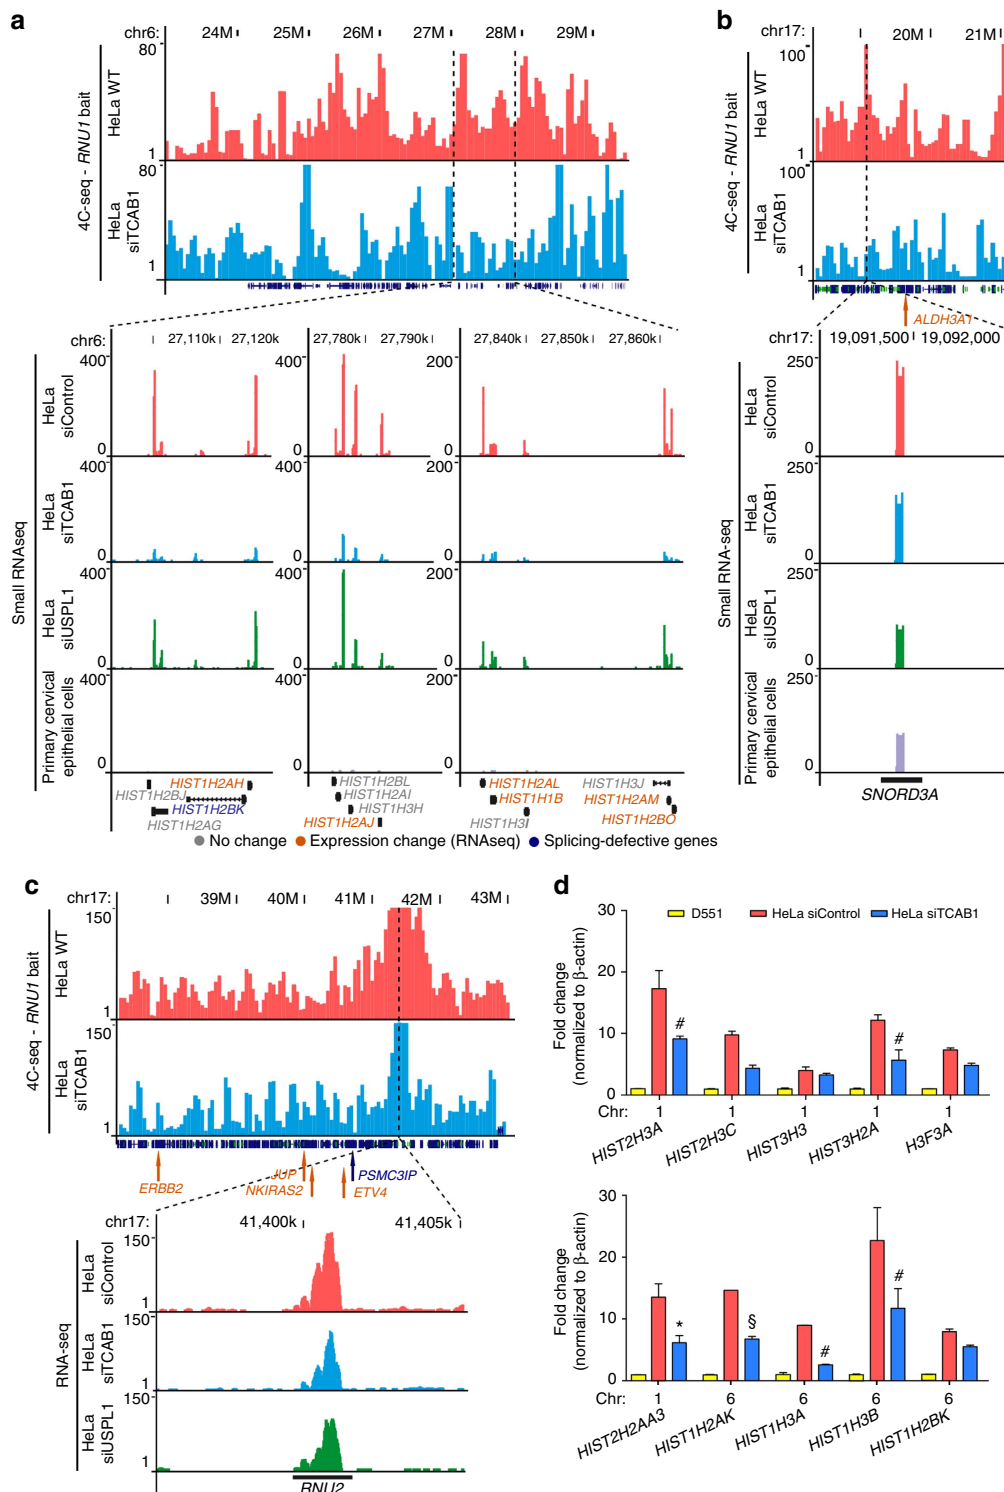 a
chr6: 24M 25M 26M 27M 28M 29M
4C-seq - RNU1 bait
HeLa WT
80
1
HeLa siTCAB1
80
1
chr6: 27,110k 27,120k 27,780k 27,790k 27,840k 27,850k 27,860k
Small RNAseq
HeLa siControl
400
0
0
0
HeLa siTCAB1
400
400
200
0
0
0
HeLa siUSPL1
400
400
200
0
0
0
Primary cervical epithelial cells
400
400
200
0
0
0
HIST1H2AH
HIST1H2BJ
HIST1H2BK
HIST1H2AG
HIST1H2BL
HIST1H2AI
HIST1H3H
HIST1H2AJ
HIST1H2AL
HIST1H1B
HIST1H3I
HIST1H3J
HIST1H2AM
HIST1H2BO
No change Expression change (RNAseq) Splicing-defective genes
b
chr17: 20M 21M
4C-seq - RNU1 bait
HeLa WT
100
1
HeLa siTCAB1
100
1
ALDH3A1
chr17: 19,091,500 19,092,000
Small RNA-seq
HeLa siControl
250
0
HeLa siTCAB1
250
0
HeLa siUSPL1
250
0
Primary cervical epithelial cells
250
0
SNORD3A
c
chr17: 39M 40M 41M 42M 43M
4C-seq - RNU1 bait
HeLa WT
150
1
HeLa siTCAB1
150
1
ERBB2
JUP
NKIRAS2
PSMC3IP
ETV4
chr17: 41,400k 41,405k
RNA-seq
HeLa siControl
150
1
HeLa siTCAB1
150
1
HeLa siUSPL1
150
1
RNU2
d
D551 HeLa siControl HeLa siTCAB1
Fold change (normalized to β-actin)
30
20
10
0
# #
Chr: 1 1 1 1 1
HIST2H3A HIST2H3C HIST3H3 HIST3H2A H3F3A
Fold change (normalized to β-actin)
30
20
10
0
* § # #
Chr: 1 6 6 6 6
HIST2H2AA3 HIST1H2AK HIST1H3A HIST1H3B HIST1H2BK